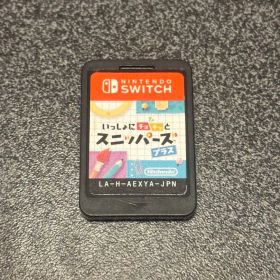 NINTENDO
SWITCH
いっしょに チョキッと
スニッパーズ
プラス
Nintendo
LA-H-AEXYA-JPN